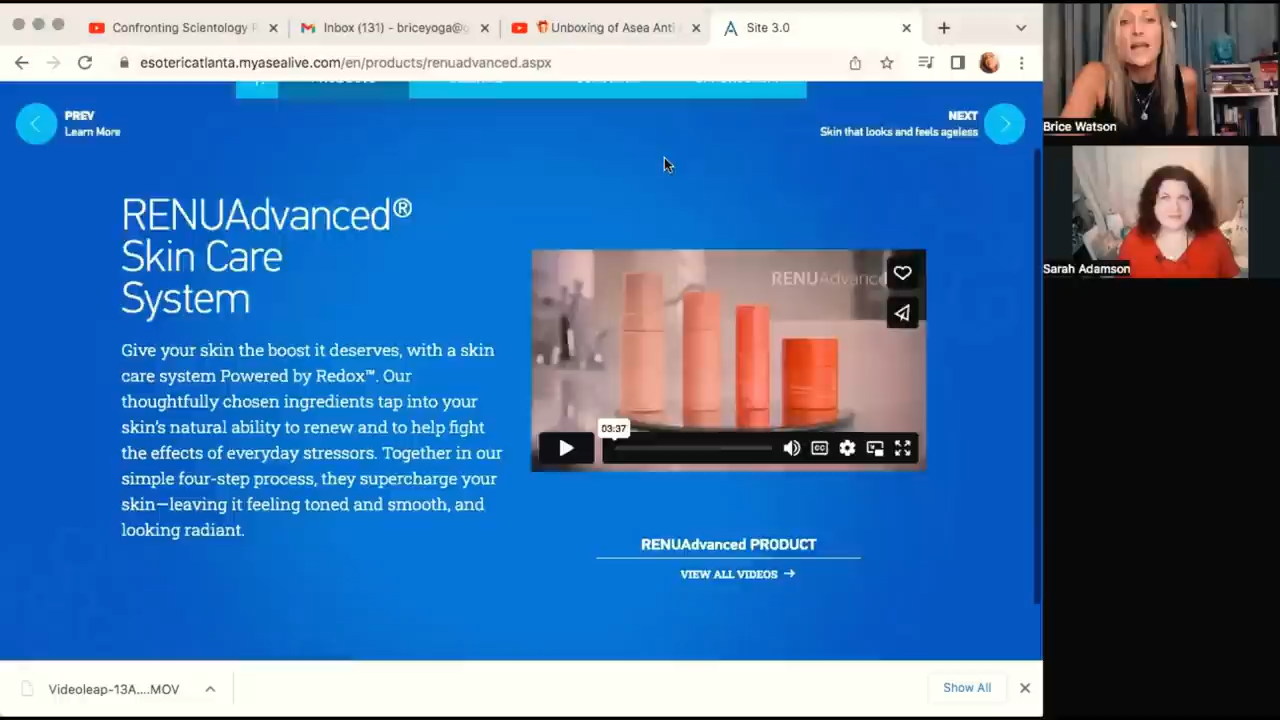 Confronting Scientology
Inbox (131) - briceyoga@g
Unboxing of Asea Anti
Site 3.0
esotericatlanta.myasealive.com/en/products/renuadvanced.aspx
PREV
Learn More
NEXT
Skin that looks and feels ageless
RENUAdvanced®
Skin Care
System
Give your skin the boost it deserves, with a skin
care system Powered by Redox™. Our
thoughtfully chosen ingredients tap into your
skin's natural ability to renew and to help fight
the effects of everyday stressors. Together in our
simple four-step process, they supercharge your
skin—leaving it feeling toned and smooth, and
looking radiant.
RENUAdvance
03:37
CC
RENUAdvanced PRODUCT
VIEW ALL VIDEOS →
Videoleap-13A....MOV
Show All
Brice Watson
Sarah Adamson